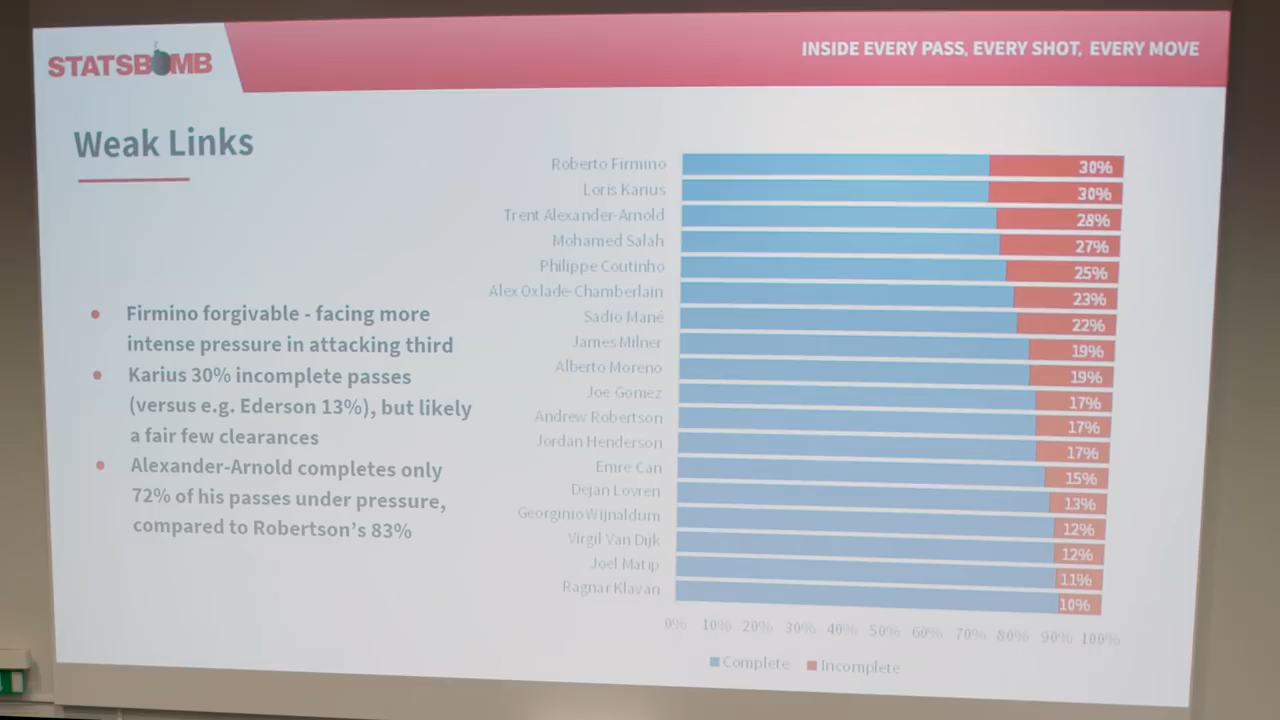 STATSBOMB
INSIDE EVERY PASS, EVERY SHOT, EVERY MOVE
Weak Links
• Firmino forgivable - facing more
intense pressure in attacking third
• Karius 30% incomplete passes
(versus e.g. Ederson 13%), but likely
a fair few clearances
• Alexander-Arnold completes only
72% of his passes under pressure,
compared to Robertson's 83%
Roberto Firmino 30%
Loris Karius 30%
Trent Alexander-Arnold 28%
Mohamed Salah 27%
Philippe Coutinho 25%
Alex Oxlade-Chamberlain 23%
Sadio Mané 22%
James Milner 19%
Alberto Moreno 19%
Joe Gomez 17%
Andrew Robertson 17%
Jordan Henderson 17%
Emre Can 15%
Dejan Lovren 13%
Georginio Wijnaldum 12%
Virgil Van Dijk 12%
Joel Matip 11%
Ragnar Klavan 10%
0% 10% 20% 30% 40% 50% 60% 70% 80% 90% 100%
Complete Incomplete